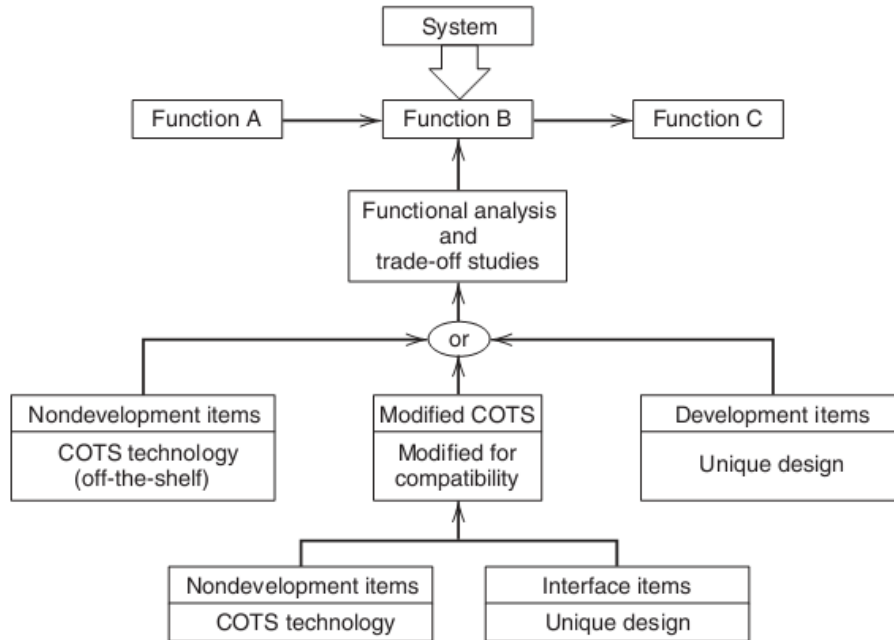 System
Function A
Function B
Function C
Functional analysis
and
trade-off studies
or
Nondevelopment items
COTS technology
(off-the-shelf)
Modified COTS
Modified for
compatibility
Development items
Unique design
Nondevelopment items
COTS technology
Interface items
Unique design